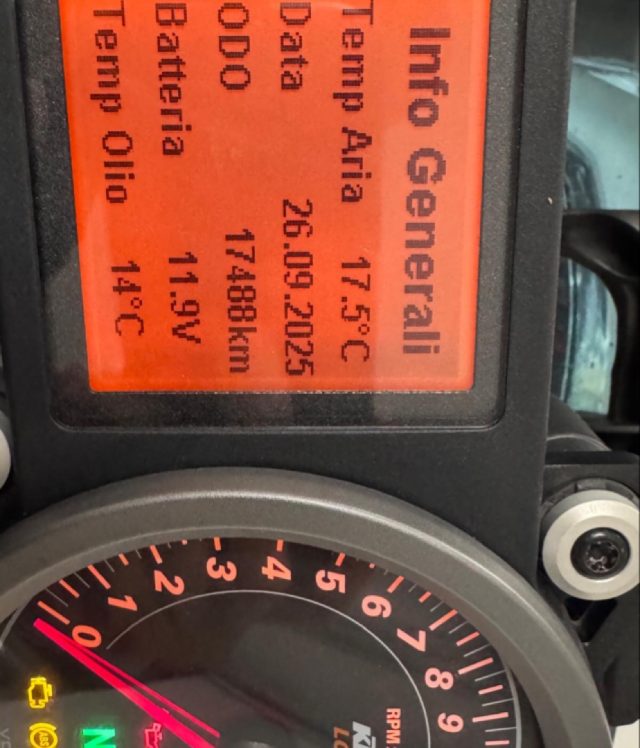 Info Generali
Temp Aria 17.5°C
Data 26.09.2025
ODO 17488km
Batteria 11.9V
Temp Olio 14°C
0 1 2 3 4 5 6 7 8 9
RPM
ABS
N